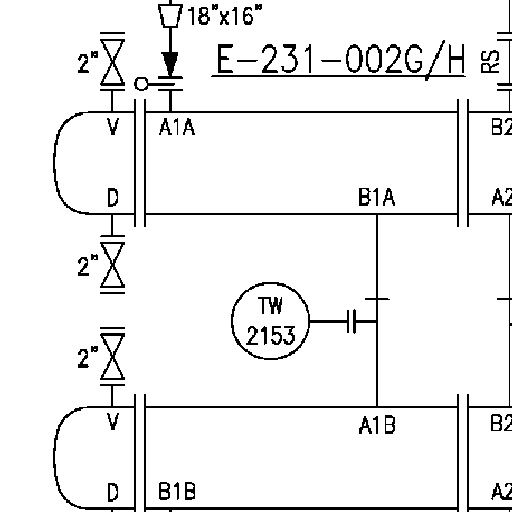 18"x16"
2" E-231-002G/H RS
V A1A B2
D B1A A2
2"
TW
2153
2"
V A1B B2
D B1B A2